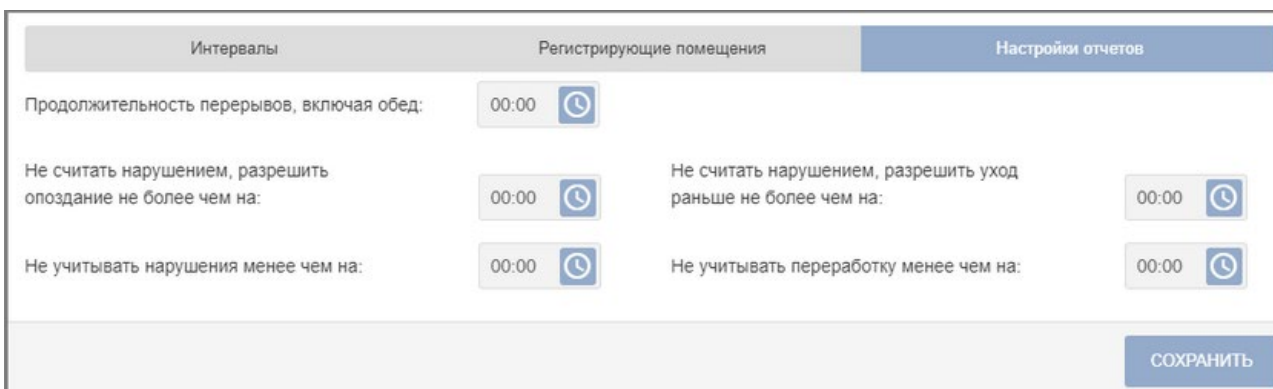 Интервалы
Регистрирующие помещения
Настройки отчетов
Продолжительность перерывов, включая обед:
00:00
Не считать нарушением, разрешить
опоздание не более чем на:
00:00
Не считать нарушением, разрешить уход
раньше не более чем на:
00:00
Не учитывать нарушения менее чем на:
00:00
Не учитывать переработку менее чем на:
00:00
СОХРАНИТЬ